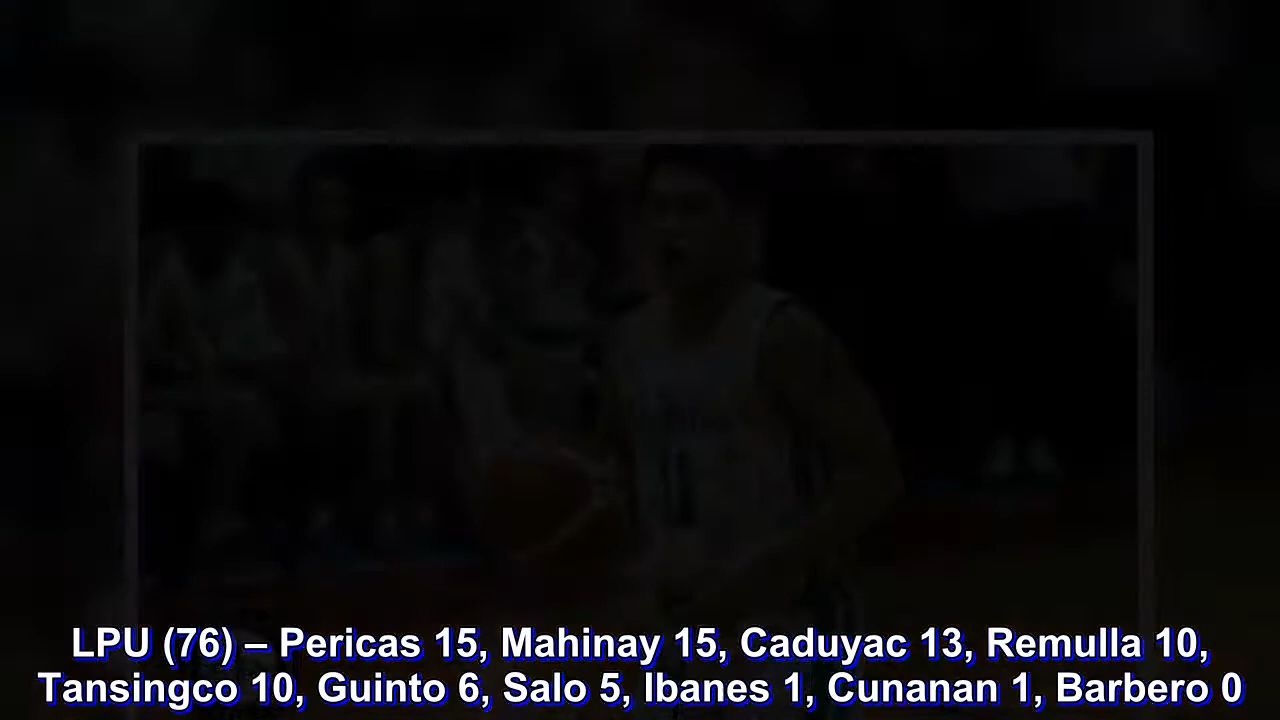 LPU (76) – Pericas 15, Mahinay 15, Caduyac 13, Remulla 10,
Tansingco 10, Guinto 6, Salo 5, Ibanes 1, Cunanan 1, Barbero 0